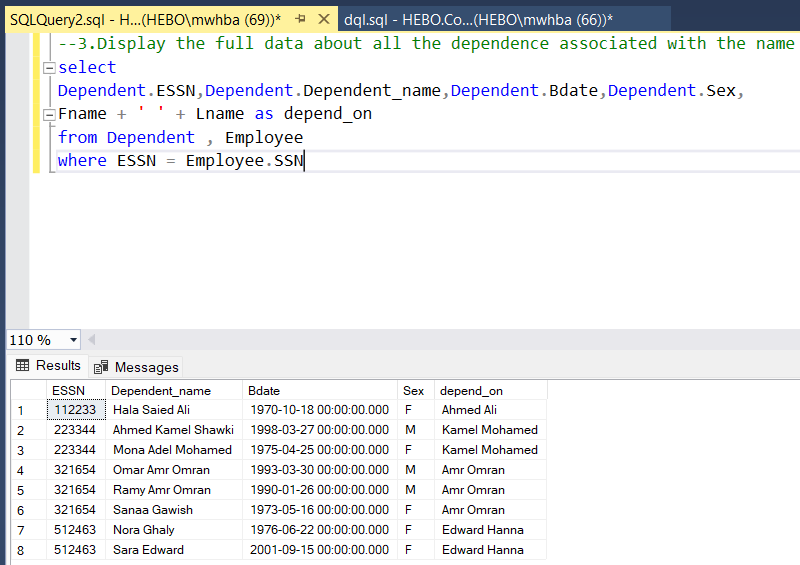 SQLQuery2.sql - H...(HEBO\mwhba (69))* dql.sql - HEBO.Co...(HEBO\mwhba (66))*
--3.Display the full data about all the dependence associated with the name
select
Dependent.ESSN,Dependent.Dependent_name,Dependent.Bdate,Dependent.Sex,
Fname + ' ' + Lname as depend_on
from Dependent , Employee
where ESSN = Employee.SSN
110 %
Results Messages
ESSN Dependent_name Bdate Sex depend_on
1 112233 Hala Saied Ali 1970-10-18 00:00:00.000 F Ahmed Ali
2 223344 Ahmed Kamel Shawki 1998-03-27 00:00:00.000 M Kamel Mohamed
3 223344 Mona Adel Mohamed 1975-04-25 00:00:00.000 F Kamel Mohamed
4 321654 Omar Amr Omran 1993-03-30 00:00:00.000 M Amr Omran
5 321654 Ramy Amr Omran 1990-01-26 00:00:00.000 M Amr Omran
6 321654 Sanaa Gawish 1973-05-16 00:00:00.000 F Amr Omran
7 512463 Nora Ghaly 1976-06-22 00:00:00.000 F Edward Hanna
8 512463 Sara Edward 2001-09-15 00:00:00.000 F Edward Hanna